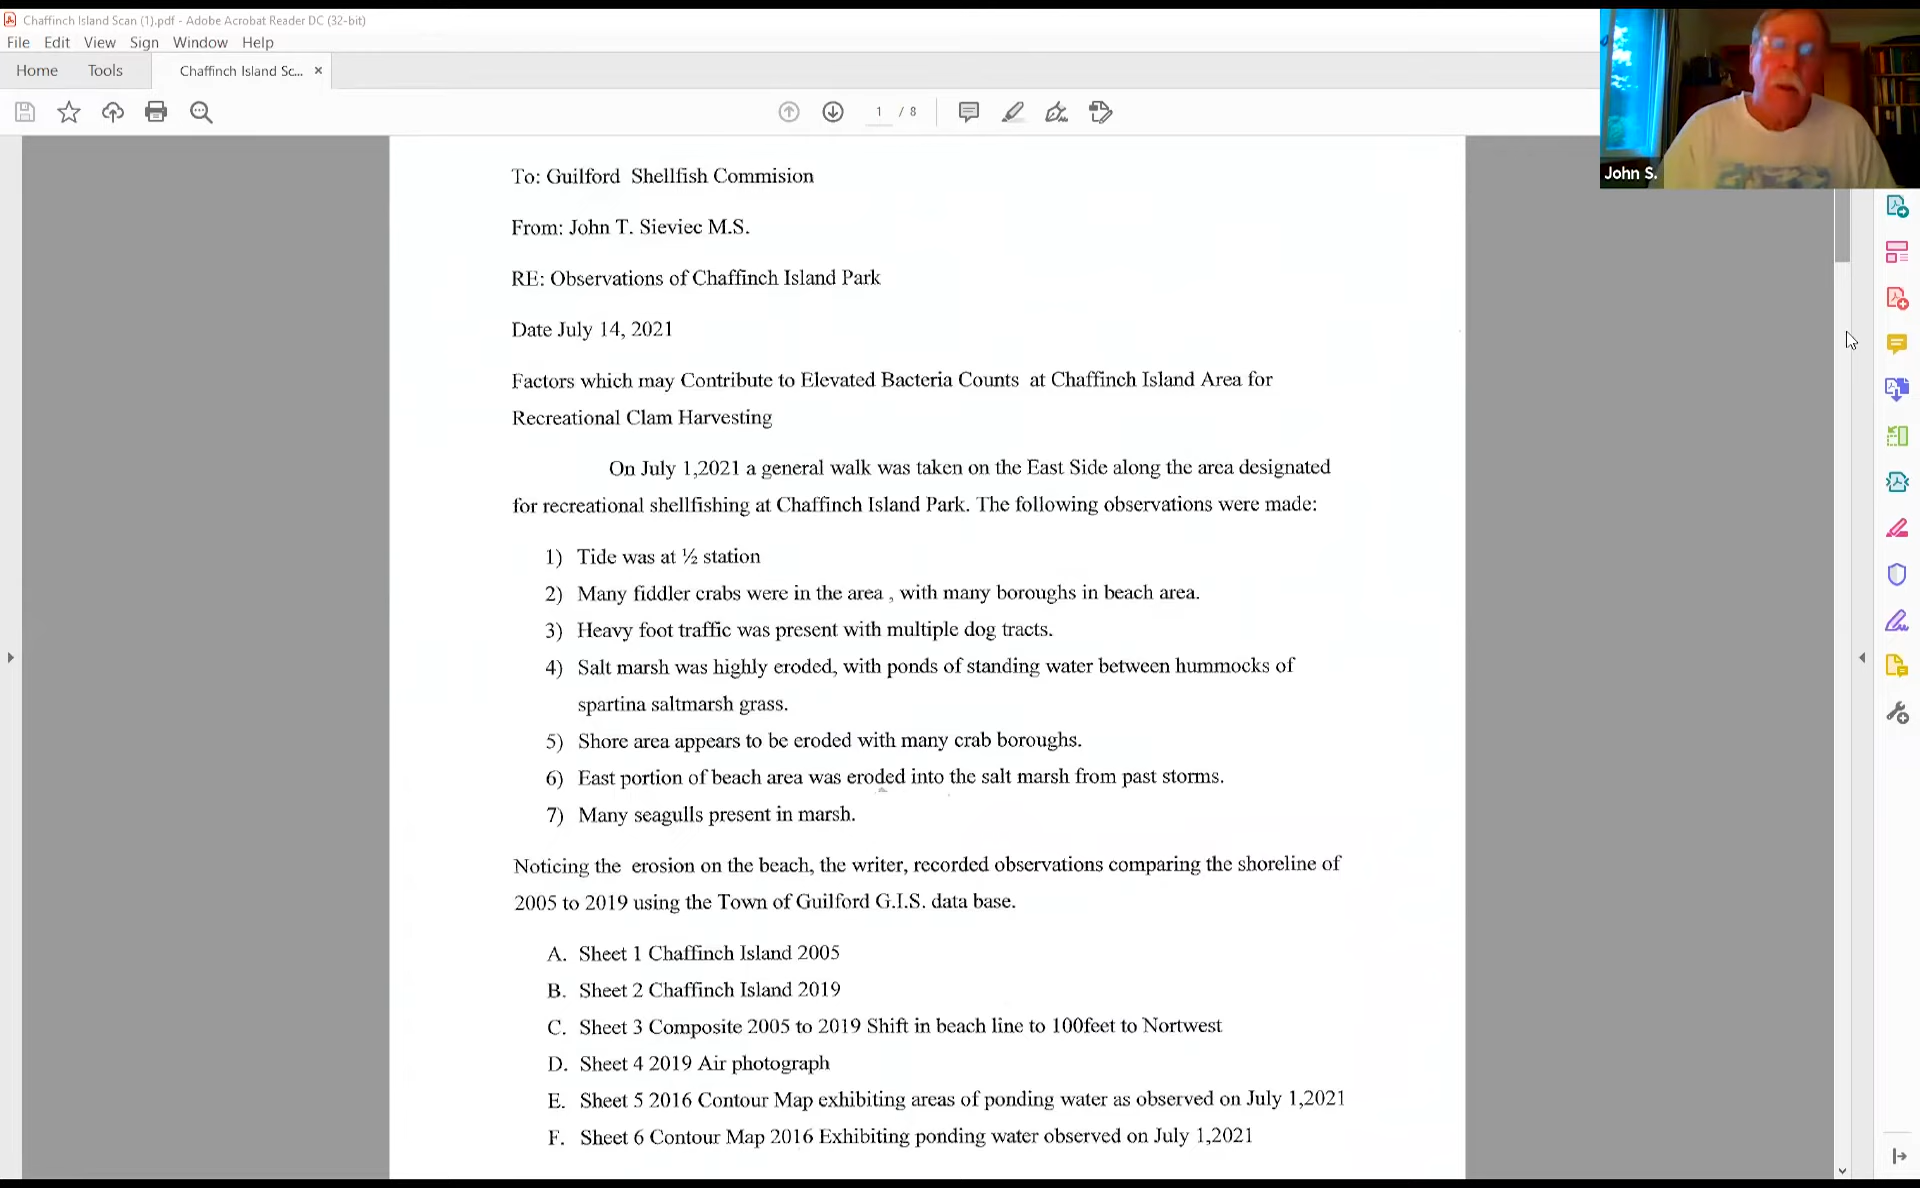 Chaffinch Island Scan (1).pdf - Adobe Acrobat Reader DC (32-bit)
File Edit View Sign Window Help
Home Tools Chaffinch Island Sc... ×
1 / 8
John S.
To: Guilford Shellfish Commision
From: John T. Sieviec M.S.
RE: Observations of Chaffinch Island Park
Date July 14, 2021
Factors which may Contribute to Elevated Bacteria Counts at Chaffinch Island Area for
Recreational Clam Harvesting
On July 1,2021 a general walk was taken on the East Side along the area designated
for recreational shellfishing at Chaffinch Island Park. The following observations were made:
1) Tide was at ½ station
2) Many fiddler crabs were in the area , with many boroughs in beach area.
3) Heavy foot traffic was present with multiple dog tracts.
4) Salt marsh was highly eroded, with ponds of standing water between hummocks of
spartina saltmarsh grass.
5) Shore area appears to be eroded with many crab boroughs.
6) East portion of beach area was eroded into the salt marsh from past storms.
7) Many seagulls present in marsh.
Noticing the erosion on the beach, the writer, recorded observations comparing the shoreline of
2005 to 2019 using the Town of Guilford G.I.S. data base.
A. Sheet 1 Chaffinch Island 2005
B. Sheet 2 Chaffinch Island 2019
C. Sheet 3 Composite 2005 to 2019 Shift in beach line to 100feet to Nortwest
D. Sheet 4 2019 Air photograph
E. Sheet 5 2016 Contour Map exhibiting areas of ponding water as observed on July 1,2021
F. Sheet 6 Contour Map 2016 Exhibiting ponding water observed on July 1,2021